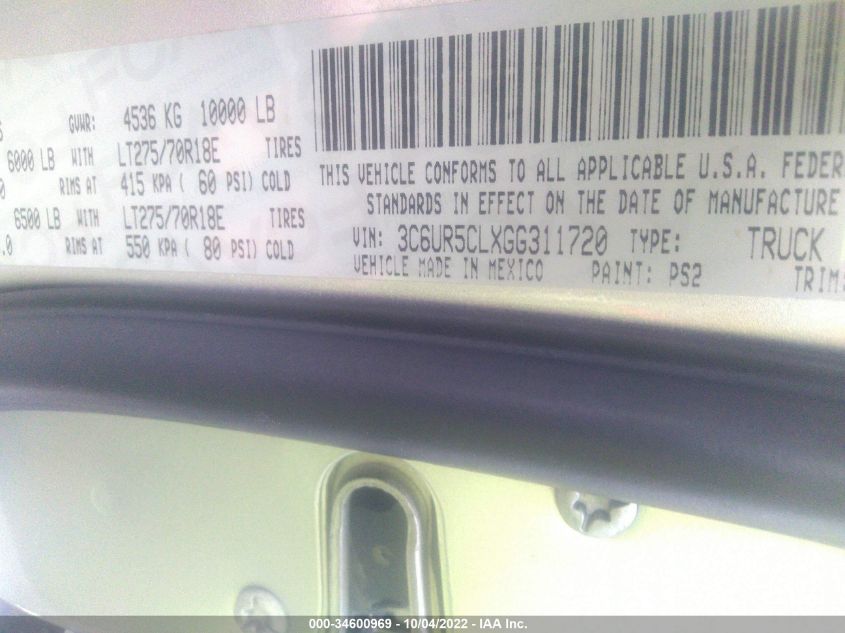 GVWR: 4536 KG 10000 LB
6000 LB WITH LT275/70R18E TIRES
RIMS AT 415 KPA ( 60 PSI) COLD
6500 LB WITH LT275/70R18E TIRES
.0 RIMS AT 550 KPA ( 80 PSI) COLD
THIS VEHICLE CONFORMS TO ALL APPLICABLE U.S.A. FEDER
STANDARDS IN EFFECT ON THE DATE OF MANUFACTURE
VIN: 3C6UR5CLXGG311720 TYPE: TRUCK
VEHICLE MADE IN MEXICO PAINT: PS2 TRIM:
000-34600969 - 10/04/2022 - IAA Inc.